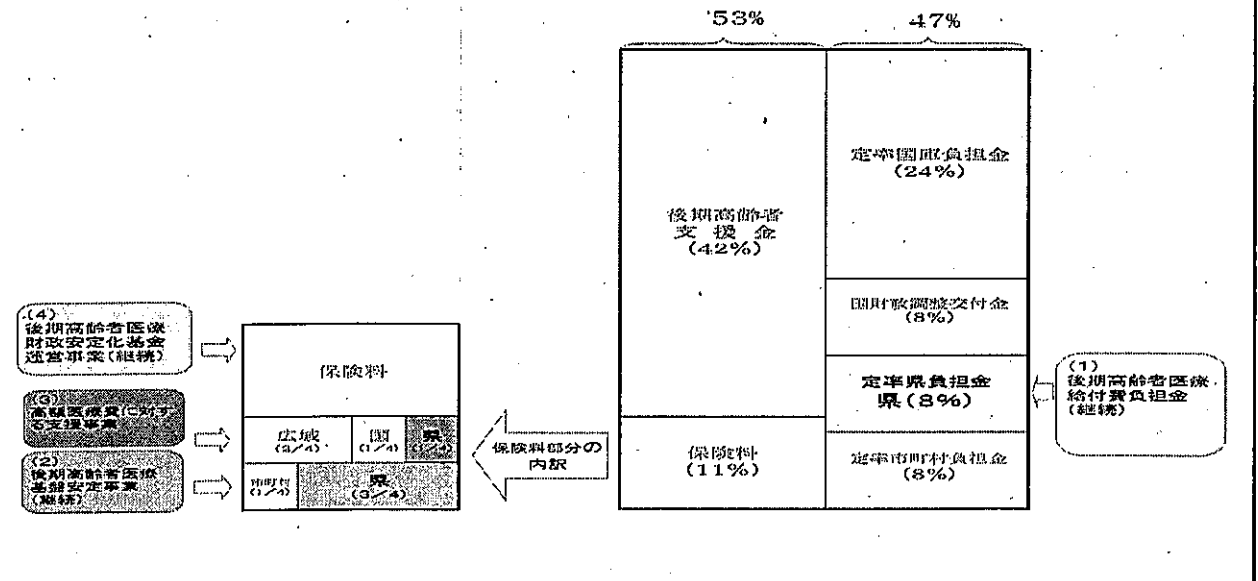 53%
47%
後期高齢者
支援金
(42%)
保険料
(11%)
定率国庫負担金
(24%)
国財政調整交付金
(8%)
定率県負担金
県(8%)
定率市町村負担金
(8%)
(1)
後期高齢者医療
給付費負担金
(継続)
保険料部分の
内訳
(4)
後期高齢者医療
財政安定化基金
運営事業(継続)
(3)
高額医療費に対す
る支援事業
(2)
後期高齢者医療
基盤安定事業
(継続)
保険料
広域
(2/4)
国
(1/4)
県
(1/4)
市町村
(1/4)
県
(3/4)